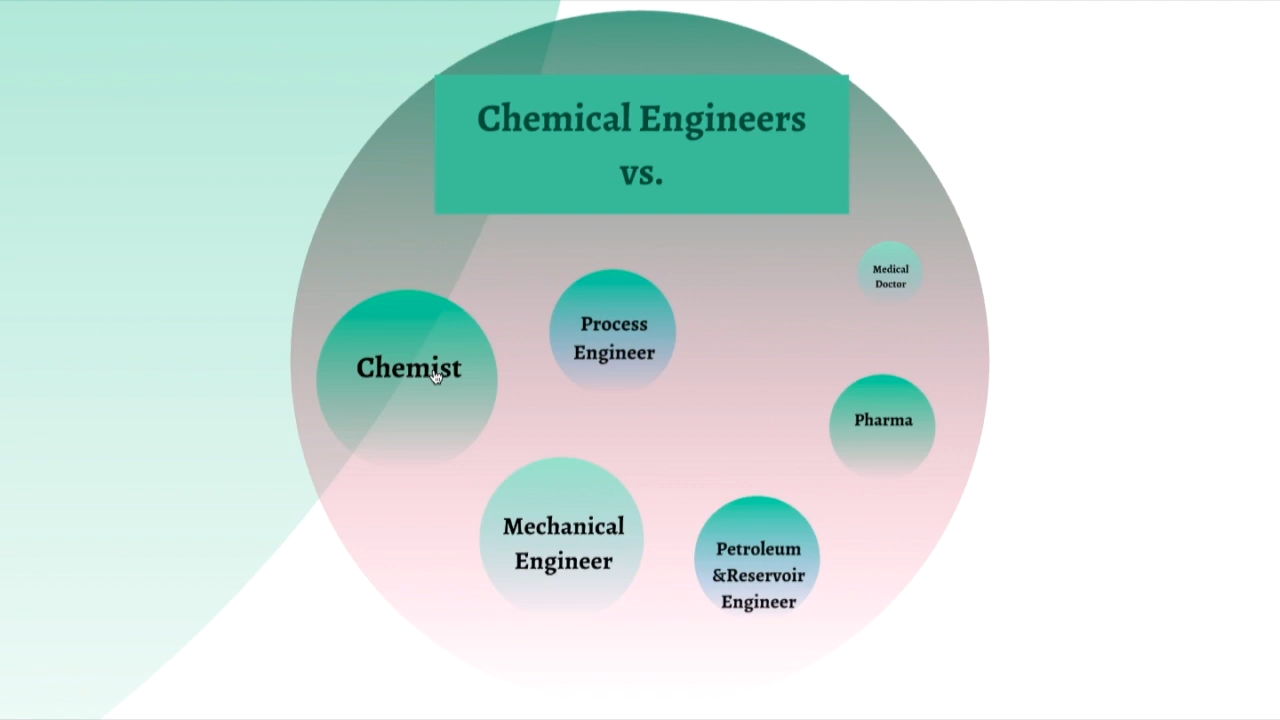 Chemical Engineers
vs.
Medical
Doctor
Process
Engineer
Chemist
Pharma
Mechanical
Engineer
Petroleum
&Reservoir
Engineer